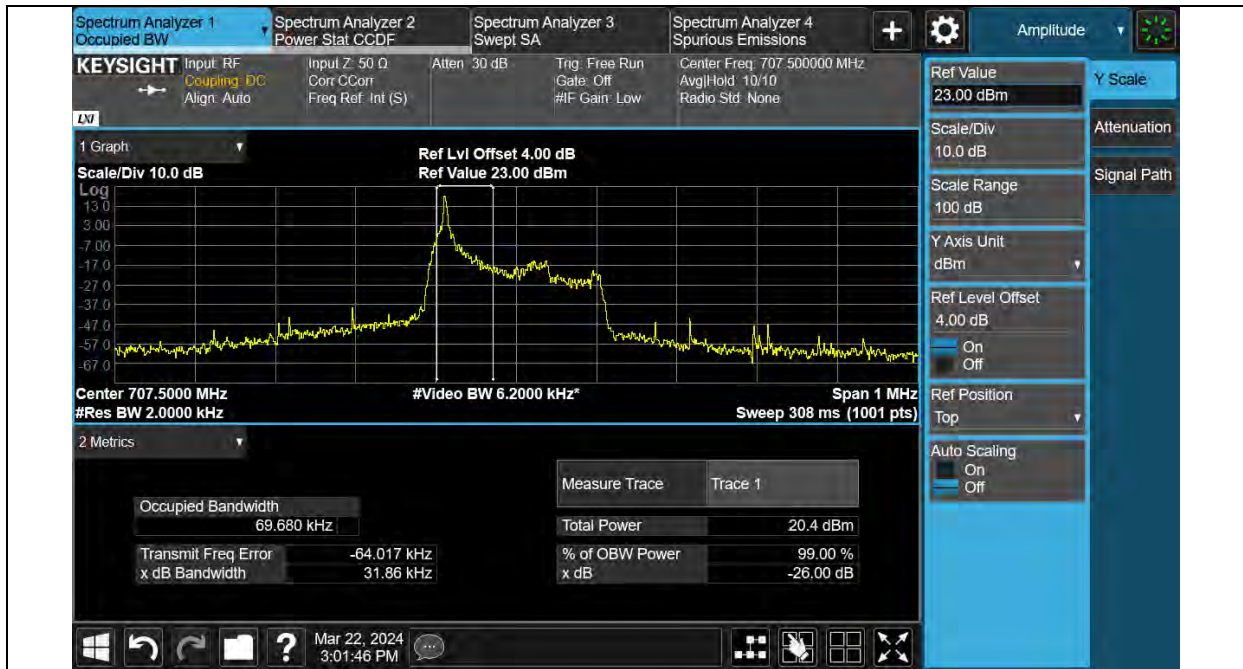 Spectrum Analyzer 1
Occupied BW
Spectrum Analyzer 2
Power Stat CCDF
Spectrum Analyzer 3
Swept SA
Spectrum Analyzer 4
Spurious Emissions
+
Amplitude
KEYSIGHT
LXI
Input: RF
Coupling: DC
Align: Auto
Input Z: 50 Ω
Corr CCorr
Freq Ref: Int (S)
Atten: 30 dB
Trig: Free Run
Gate: Off
#IF Gain: Low
Center Freq: 707.500000 MHz
Avg|Hold: 10/10
Radio Std: None
1 Graph
Scale/Div 10.0 dB
Ref Lvl Offset 4.00 dB
Ref Value 23.00 dBm
Log
13.0
3.00
-7.00
-17.0
-27.0
-37.0
-47.0
-57.0
-67.0
Center 707.5000 MHz
#Res BW 2.0000 kHz
#Video BW 6.2000 kHz*
Span 1 MHz
Sweep 308 ms (1001 pts)
2 Metrics
Measure Trace Trace 1
Occupied Bandwidth
69.680 kHz
Total Power 20.4 dBm
Transmit Freq Error -64.017 kHz
% of OBW Power 99.00 %
x dB Bandwidth 31.86 kHz
x dB -26.00 dB
?
Mar 22, 2024
3:01:46 PM
Ref Value
23.00 dBm
Scale/Div
10.0 dB
Scale Range
100 dB
Y Axis Unit
dBm
Ref Level Offset
4.00 dB
On
Off
Ref Position
Top
Auto Scaling
On
Off
Y Scale
Attenuation
Signal Path